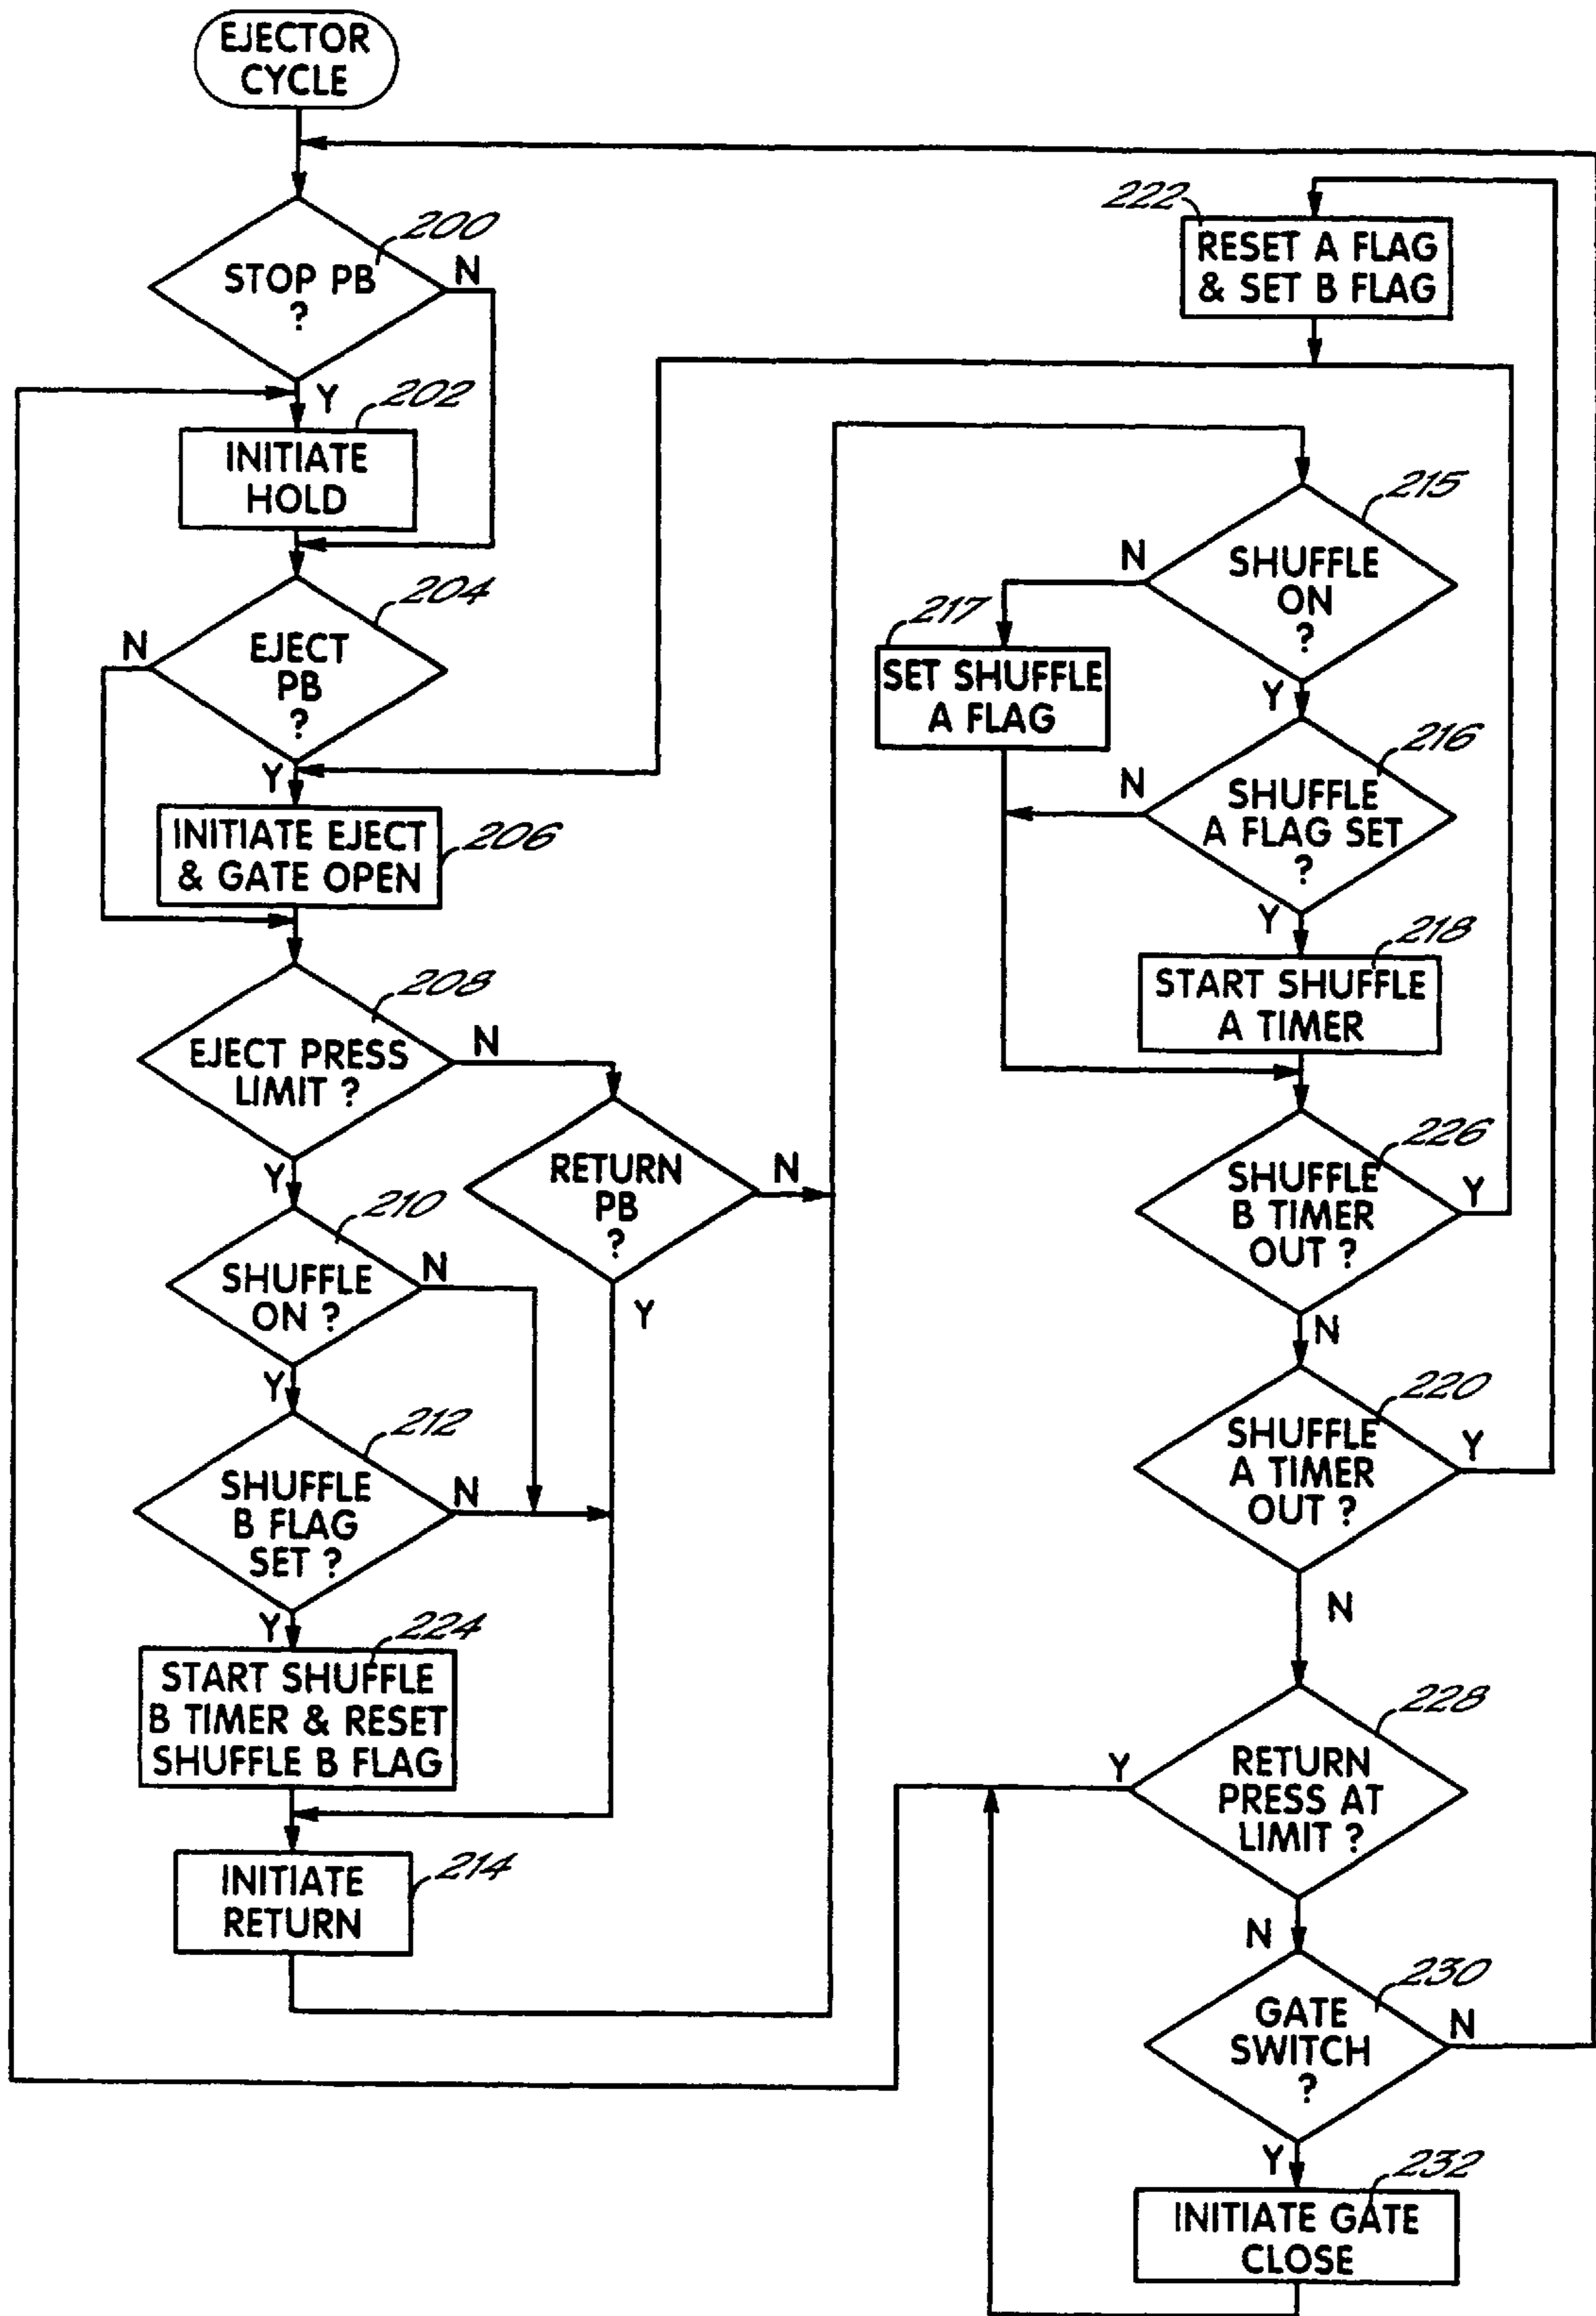 EJECTOR
CYCLE
200
STOP PB
?
N
Y
202
INITIATE
HOLD
204
N
EJECT
PB
?
Y
INITIATE EJECT
& GATE OPEN
206
208
EJECT PRESS
LIMIT ?
N
Y
RETURN
PB
?
N
Y
210
SHUFFLE
ON ?
N
Y
212
SHUFFLE
B FLAG
SET ?
N
Y
224
START SHUFFLE
B TIMER & RESET
SHUFFLE B FLAG
INITIATE
RETURN
214
222
RESET A FLAG
& SET B FLAG
215
N
SHUFFLE
ON
?
Y
217
SET SHUFFLE
A FLAG
216
N
SHUFFLE
A FLAG SET
?
Y
218
START SHUFFLE
A TIMER
226
SHUFFLE
B TIMER
OUT ?
Y
N
220
SHUFFLE
A TIMER
OUT ?
Y
N
228
Y
RETURN
PRESS AT
LIMIT ?
N
230
GATE
SWITCH
?
N
Y
232
INITIATE GATE
CLOSE